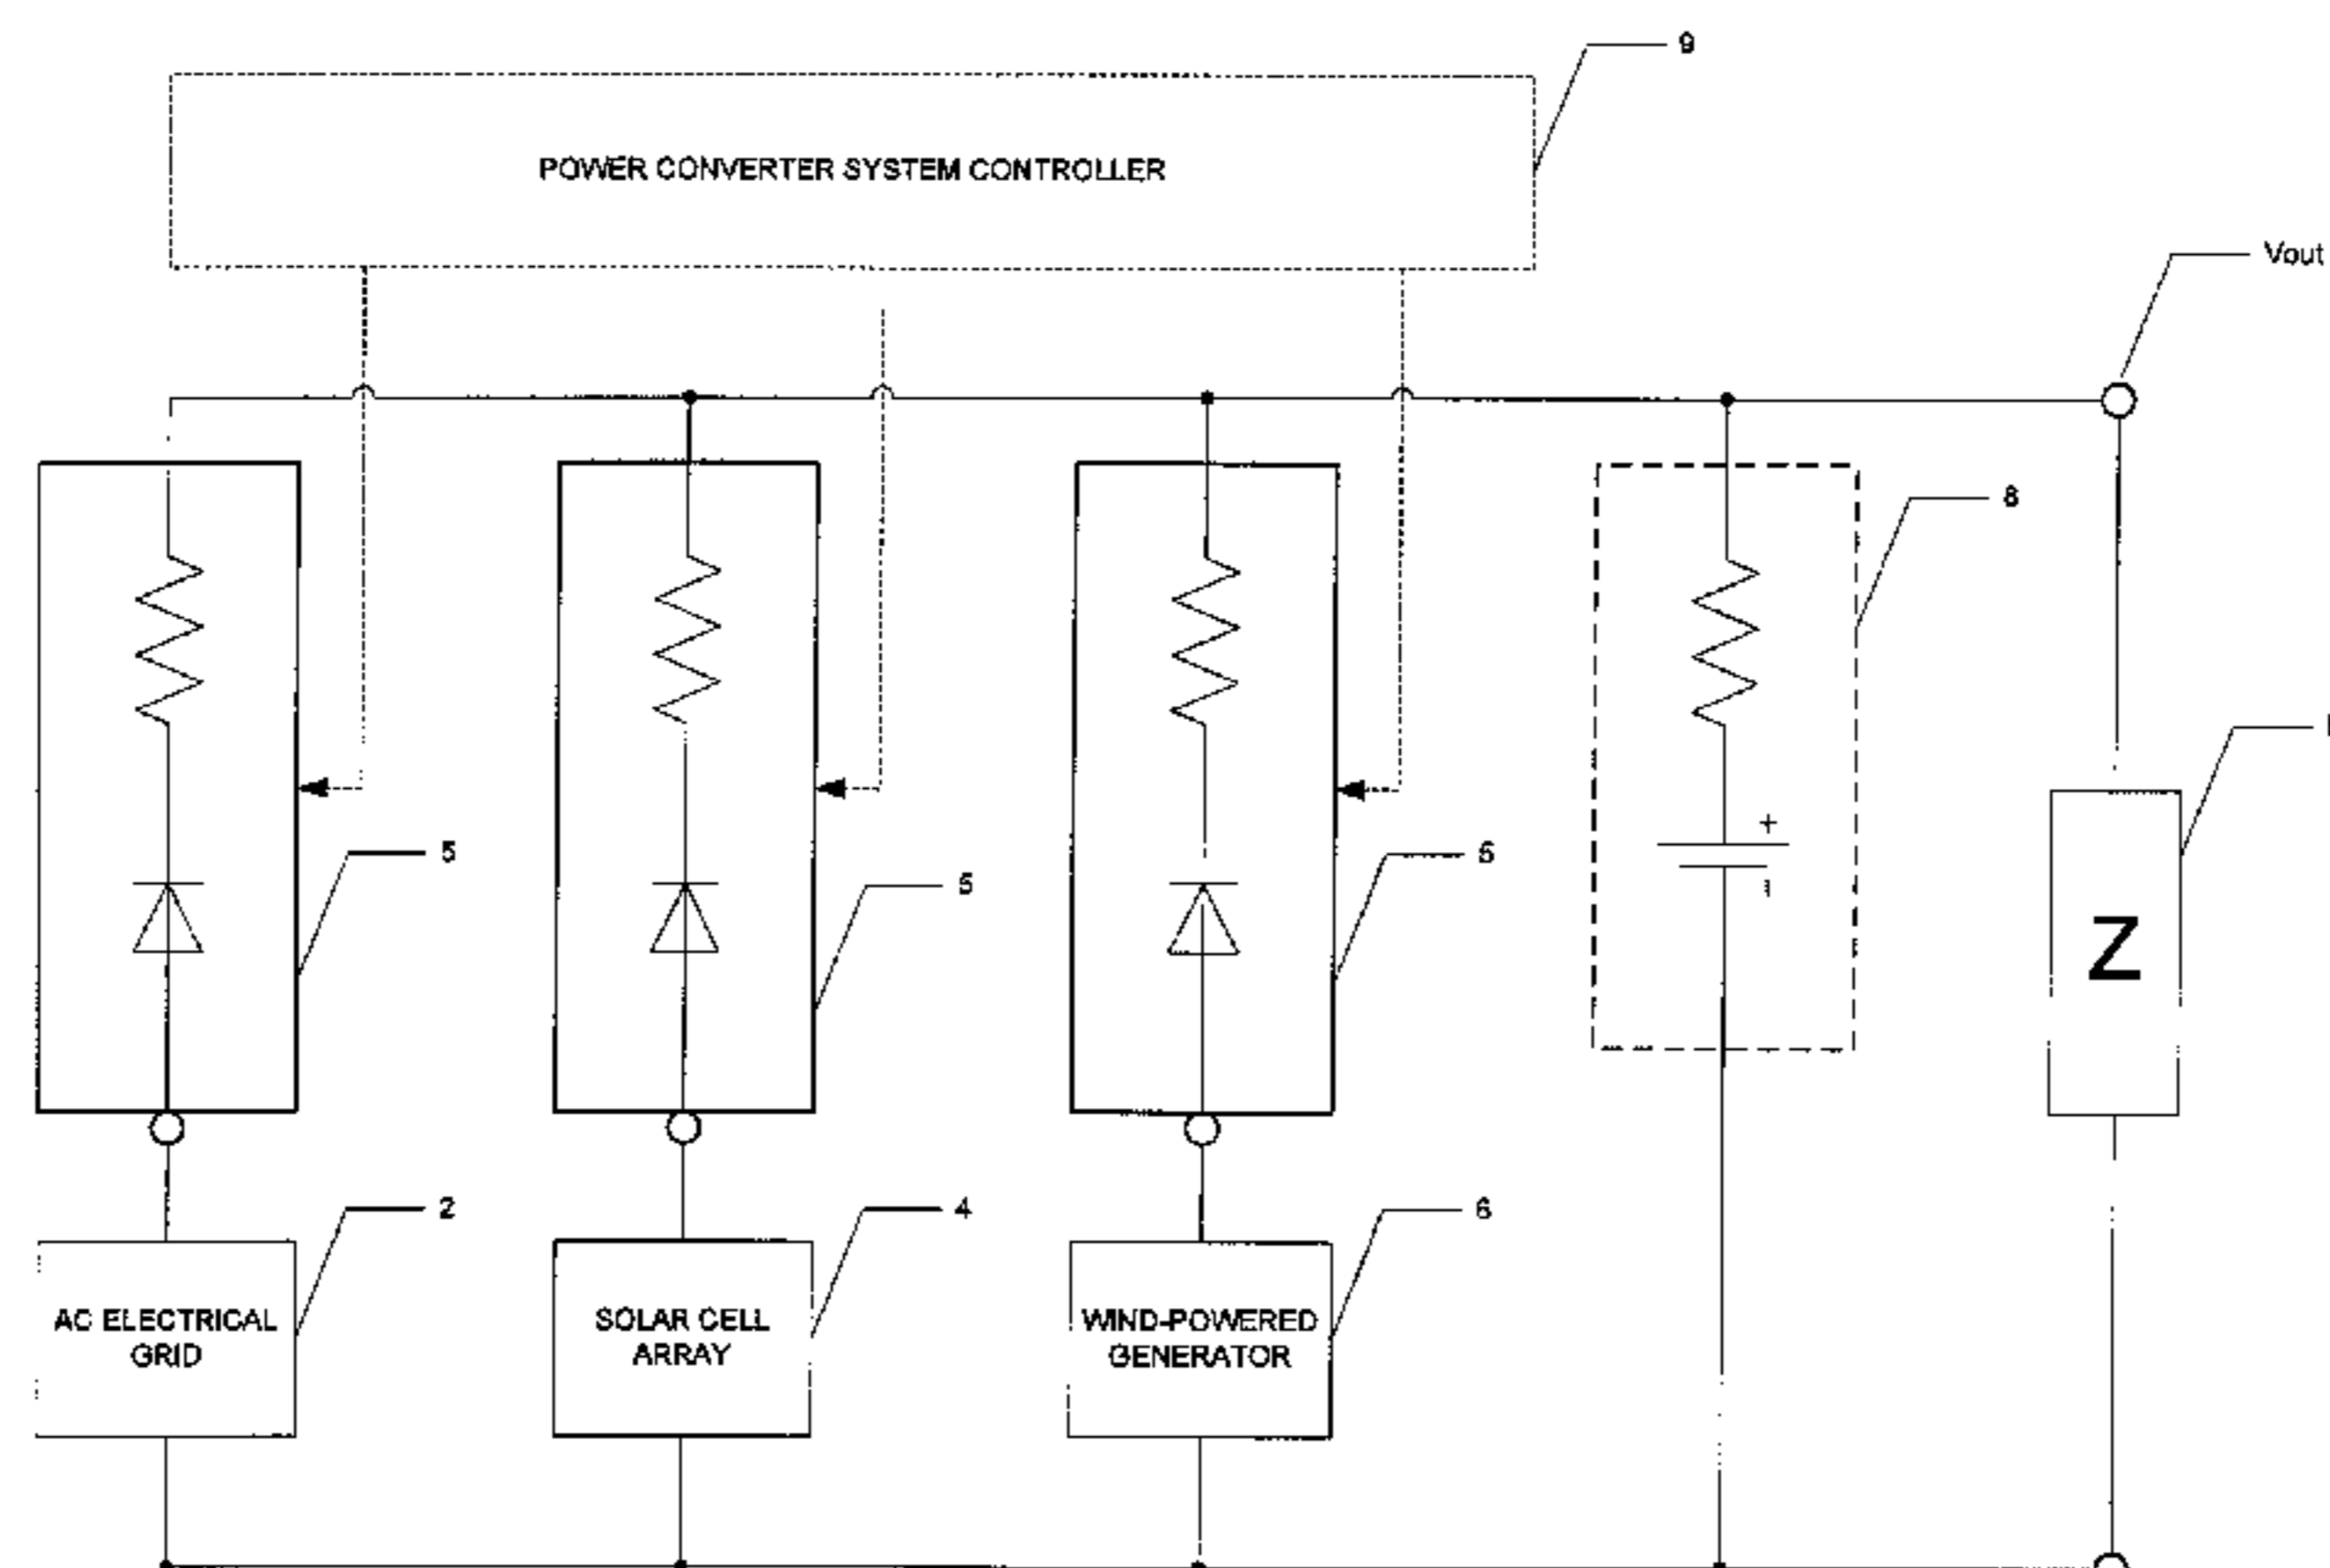 9
POWER CONVERTER SYSTEM CONTROLLER
Vout
8
5
5
5
+
Z
2
4
6
AC ELECTRICAL
GRID
SOLAR CELL
ARRAY
WIND-POWERED
GENERATOR